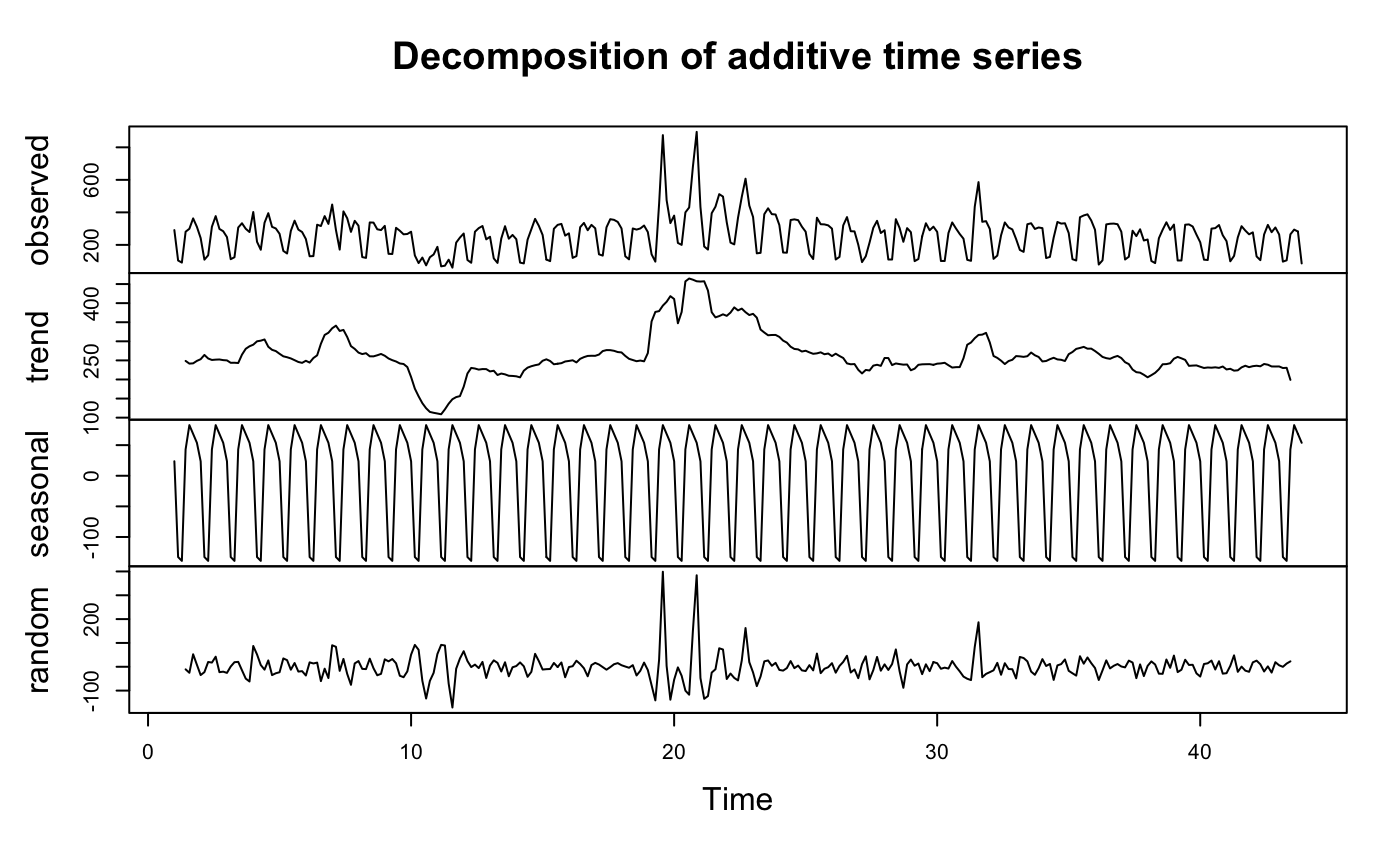 Decomposition of additive time series
observed
200 600
trend
100 250 400
seasonal
-100 0 100
random
-100 200
0 10 20 30 40
Time